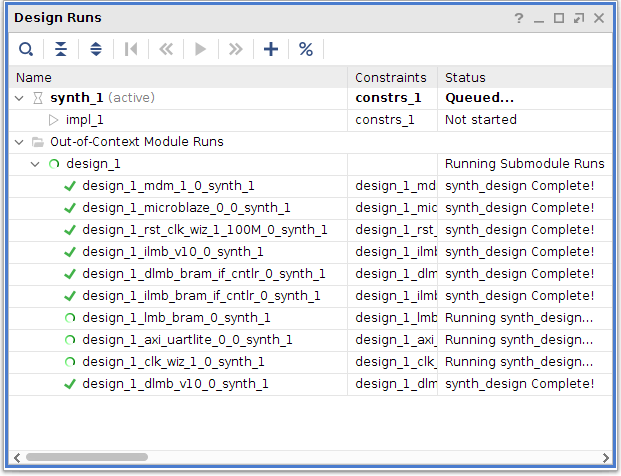 Design Runs
Name Constraints Status
synth_1 (active) constrs_1 Queued...
impl_1 constrs_1 Not started
Out-of-Context Module Runs
design_1 Running Submodule Runs
design_1_mdm_1_0_synth_1 design_1_md synth_design Complete!
design_1_microblaze_0_0_synth_1 design_1_mic synth_design Complete!
design_1_rst_clk_wiz_1_100M_0_synth_1 design_1_rst_ synth_design Complete!
design_1_ilmb_v10_0_synth_1 design_1_ilmb synth_design Complete!
design_1_dlmb_bram_if_cntlr_0_synth_1 design_1_dlm synth_design Complete!
design_1_ilmb_bram_if_cntlr_0_synth_1 design_1_ilmb synth_design Complete!
design_1_lmb_bram_0_synth_1 design_1_lmb Running synth_design...
design_1_axi_uartlite_0_0_synth_1 design_1_axi_ Running synth_design...
design_1_clk_wiz_1_0_synth_1 design_1_clk_ Running synth_design...
design_1_dlmb_v10_0_synth_1 design_1_dlm synth_design Complete!